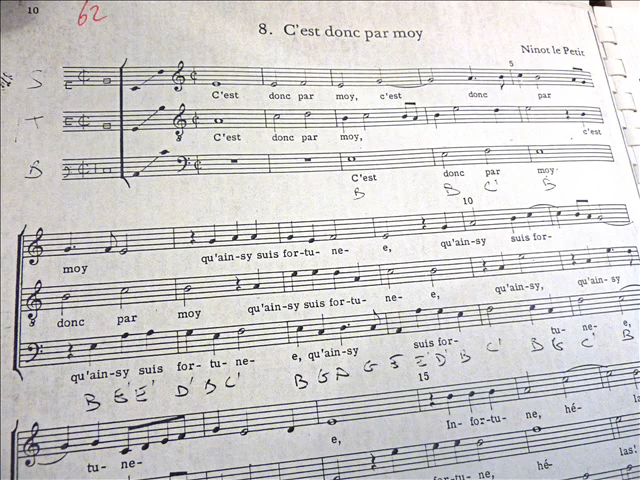 10
62
8. C'est donc par moy
Ninot le Petit
5
S
C'est donc par moy, c'est donc par
T
C'est donc par moy, c'est
B
C'est donc par moy
B B C' B
10
moy qu'ain-sy suis for-tu- ne- e, qu'ain-sy suis for-
donc par moy qu'ain-sy suis for-tu- ne- e, qu'ain-sy, qu'ain-sy
qu'ain-sy suis for- tu- ne- e, qu'ain-sy suis for- tu- ne- e,
15
tu- ne- e, In- for-tu- ne, hé- las
hé- las!